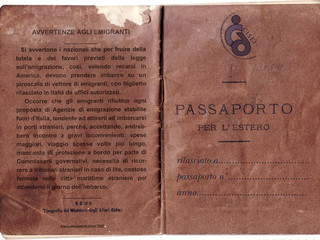 AVVERTENZE AGLI EMIGRANTI
Si avvertono i nazionali che per fruire della
tutela e dei favori previsti dalla legge
sull'emigrazione, essi, volendo recarsi in
America, devono prendere imbarco su un
piroscafo di vettore di emigranti, con biglietto
rilasciato in Italia da uffici autorizzati.
Occorre che gli emigranti rifiutino ogni
proposta di Agenzie di emigrazione stabilite
fuori d'Italia, tendente ad attirarli ad imbarcarsi
in porti stranieri, perchè, accettando, andreb-
bero incontro a gravi inconvenienti: spese
maggiori, viaggio spesse volte più lungo,
mancanza di protezione a bordo per parte di
Commissari governativi, necessità di ricor-
rere a tribunali stranieri in caso di lite, costose
fermate nelle città marittime straniere per
attendervi il giorno dell'imbarco.
ROMA
Tipografia del Ministero degli Affari Esteri
PASSAPORTO
PER L'ESTERO
rilasciato a
passaporto n°
anno